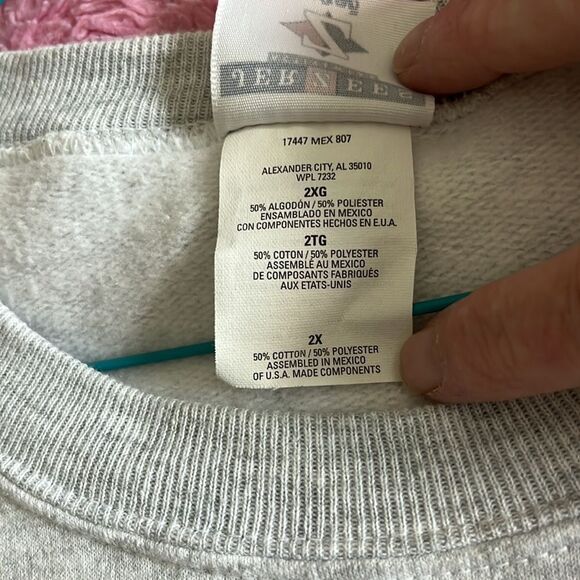 JERZEES
17447 MEX 807
ALEXANDER CITY, AL 35010
WPL 7232
2XG
50% ALGODÓN / 50% POLIÉSTER
ENSAMBLADO EN MEXICO
CON COMPONENTES HECHOS EN E.U.A.
2TG
50% COTON / 50% POLYESTER
ASSEMBLÉ AU MEXICO
DE COMPOSANTS FABRIQUÉS
AUX ETATS-UNIS
2X
50% COTTON / 50% POLYESTER
ASSEMBLED IN MEXICO
OF U.S.A. MADE COMPONENTS